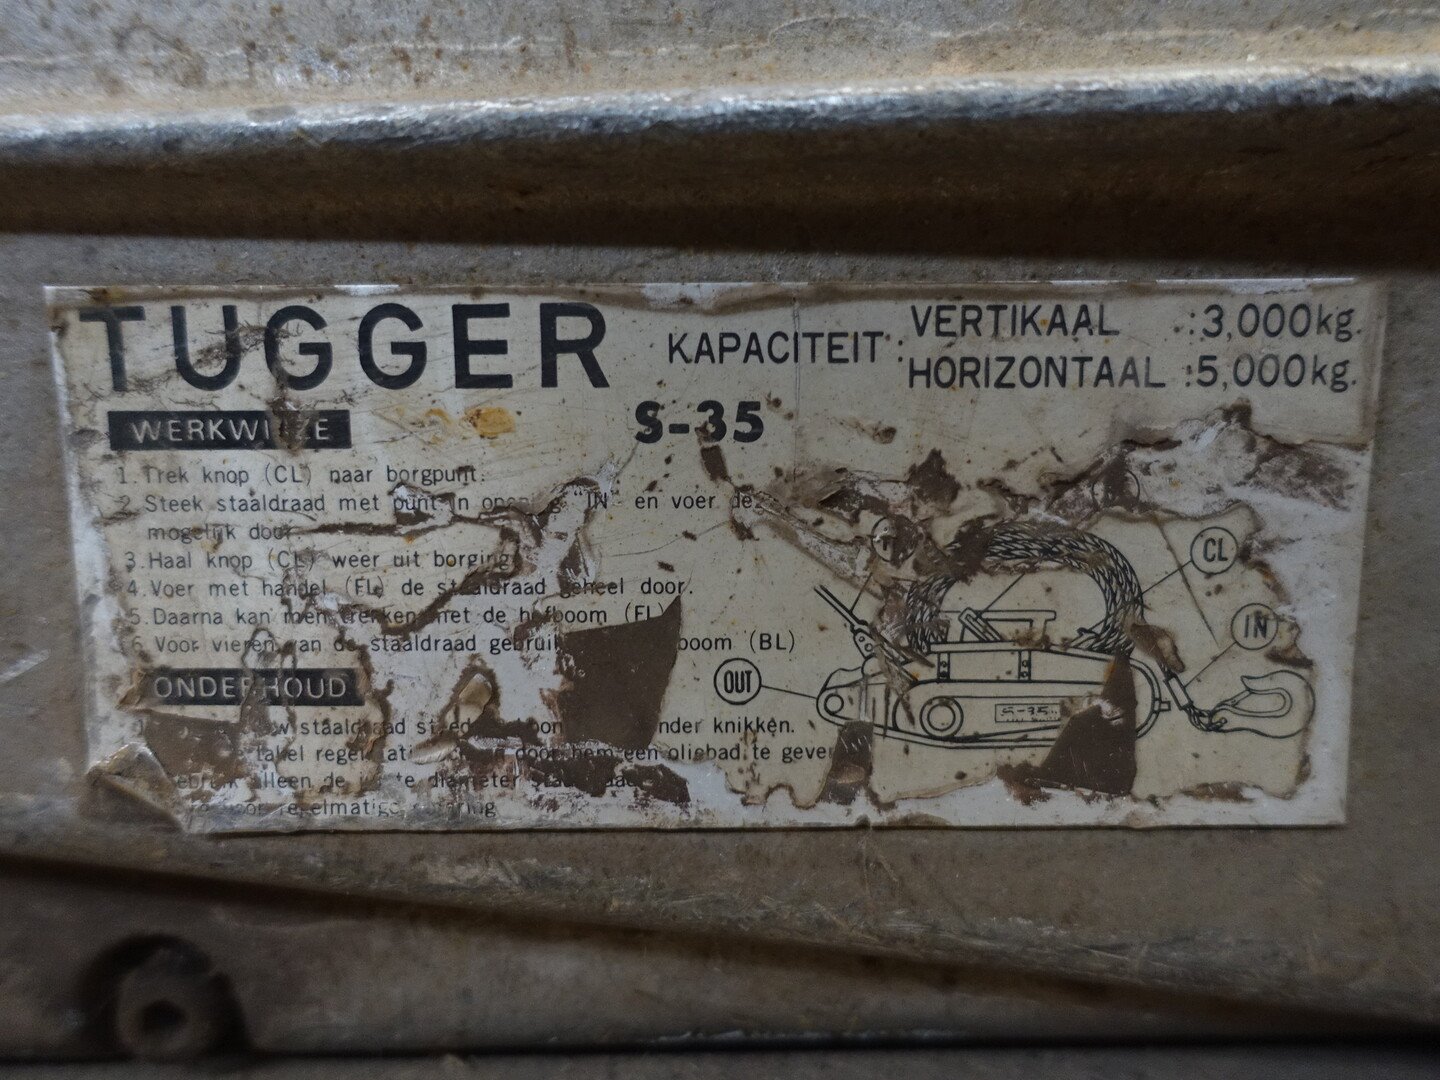 TUGGER
KAPACITEIT:
VERTIKAAL :3,000kg.
HORIZONTAAL :5,000kg.
S-35
WERKWIJZE
1. Trek knop (CL) naar borgpunt.
2. Steek staaldraad met punt in "IN" en voer de
mogelijk door
3. Haal knop (CL) weer uit borging
4. Voer met handel (FL) de staaldraad geheel door.
5. Daarna kan men trekken met de hefboom (FL)
6. Voor vieren van de staaldraad boom (BL)
ONDERHOUD
knikken.
door hem een oliebad te geven
alleen de diameter
CL
IN
OUT
S-35